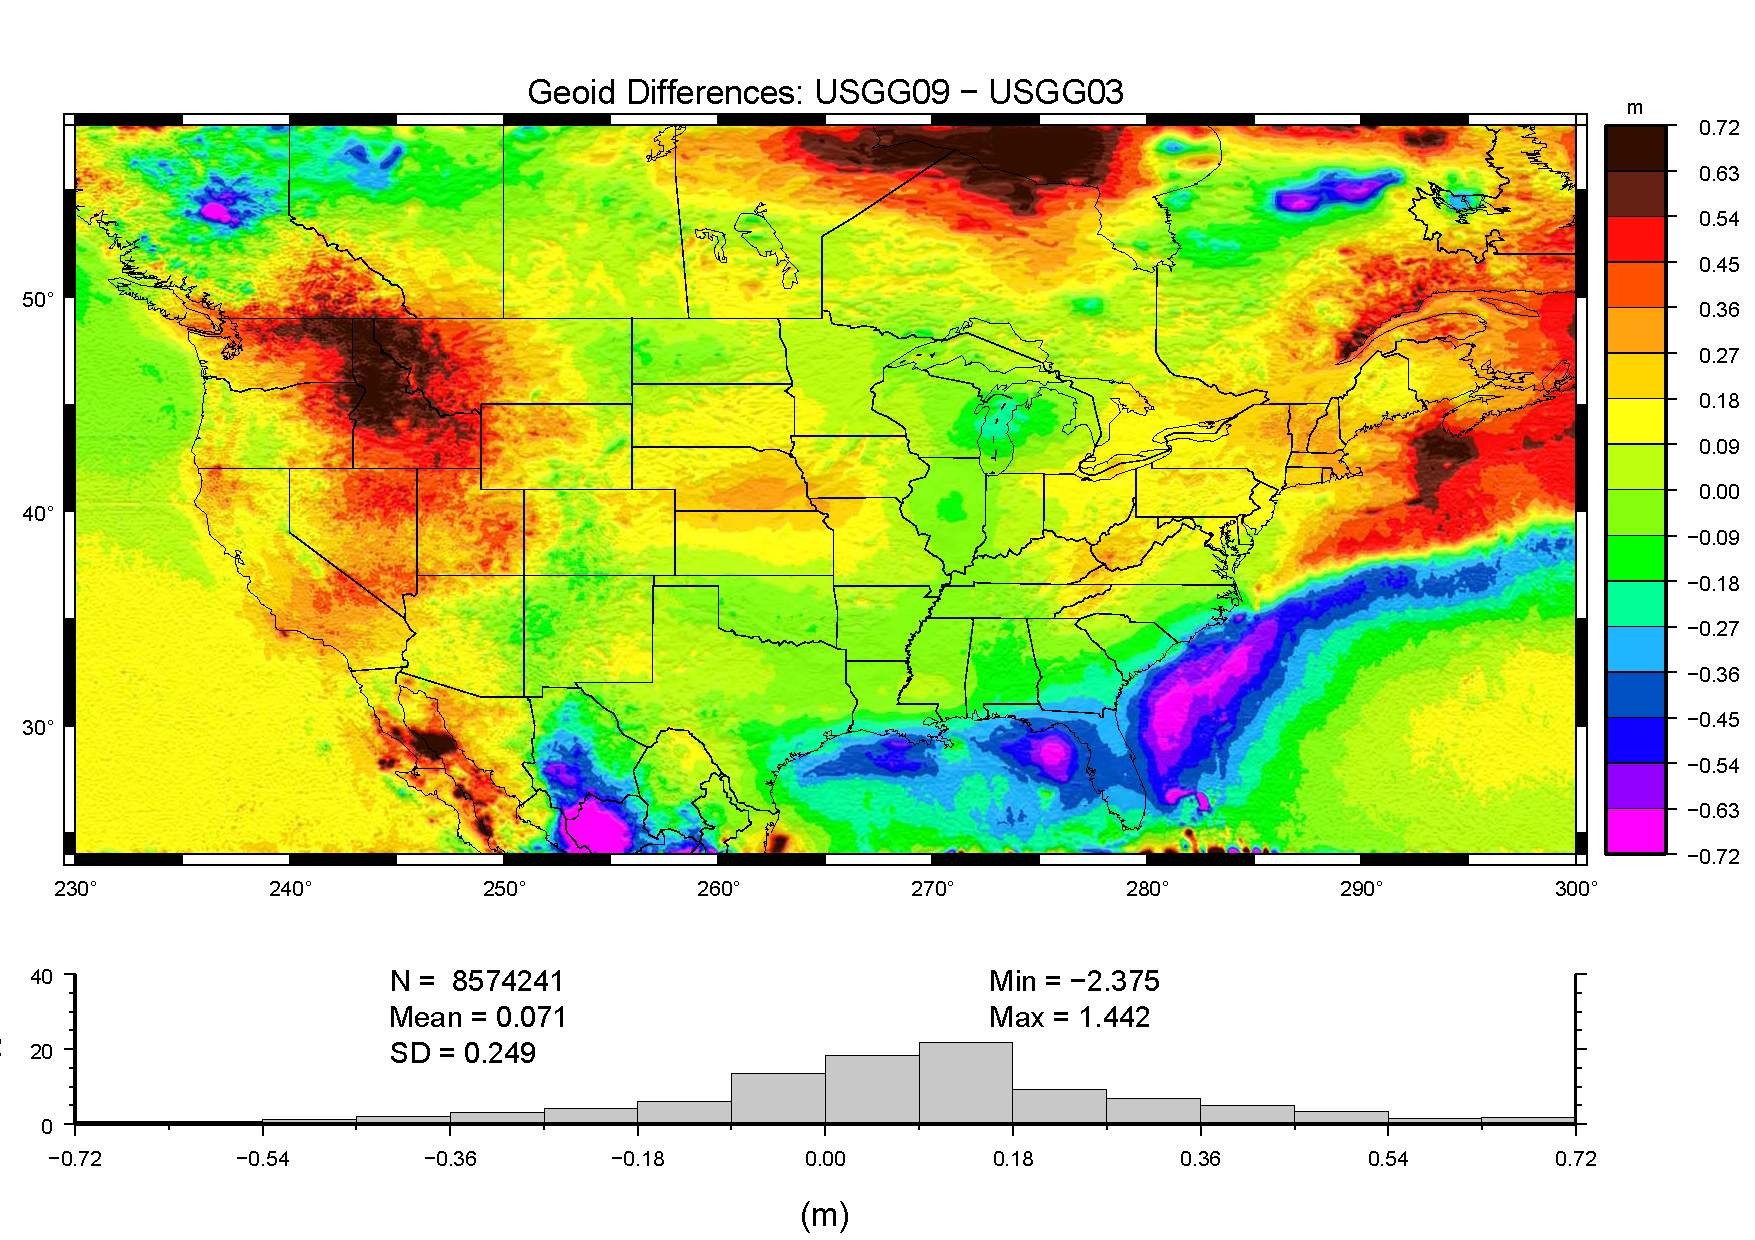 Geoid Differences: USGG09 − USGG03
m
0.72
0.63
0.54
0.45
0.36
0.27
0.18
0.09
0.00
−0.09
−0.18
−0.27
−0.36
−0.45
−0.54
−0.63
−0.72
50°
40°
30°
230° 240° 250° 260° 270° 280° 290° 300°
40
20
0
N = 8574241
Mean = 0.071
SD = 0.249
Min = −2.375
Max = 1.442
−0.72 −0.54 −0.36 −0.18 0.00 0.18 0.36 0.54 0.72
(m)